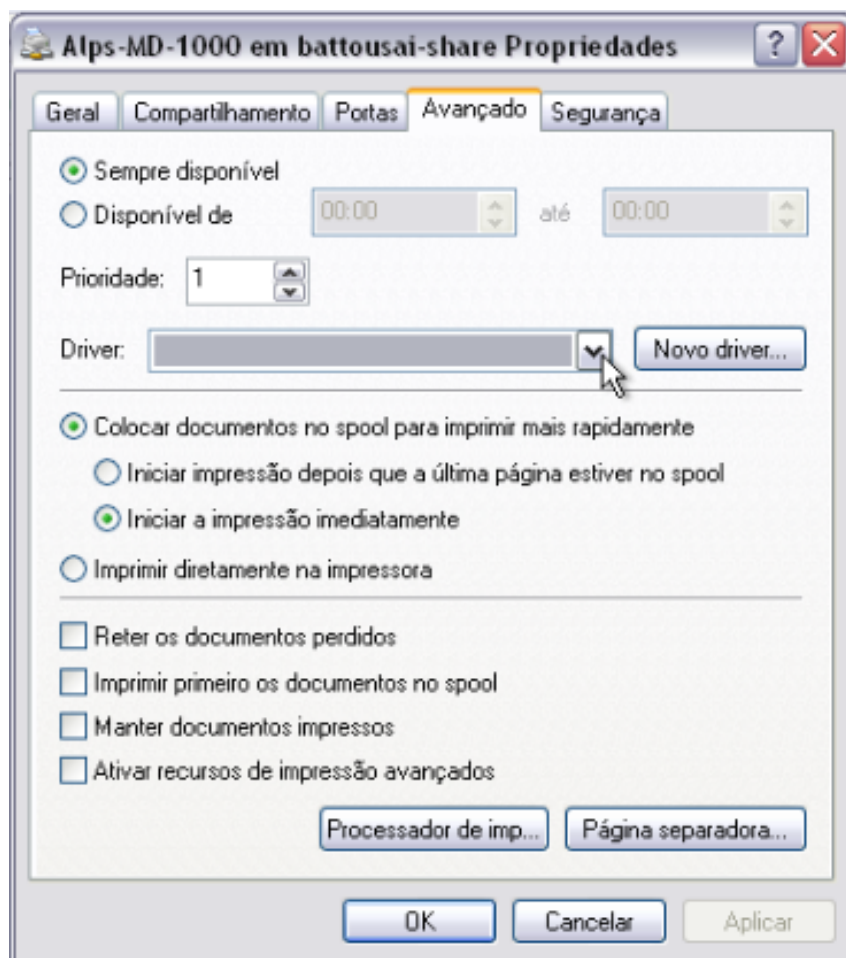 Alps-MD-1000 em battousai-share Propriedades
Geral Compartilhamento Portas Avançado Segurança
Sempre disponível
Disponível de 00:00 até 00:00
Prioridade: 1
Driver: Novo driver...
Colocar documentos no spool para imprimir mais rapidamente
Iniciar impressão depois que a última página estiver no spool
Iniciar a impressão imediatamente
Imprimir diretamente na impressora
Reter os documentos perdidos
Imprimir primeiro os documentos no spool
Manter documentos impressos
Ativar recursos de impressão avançados
Processador de imp... Página separadora...
OK Cancelar Aplicar